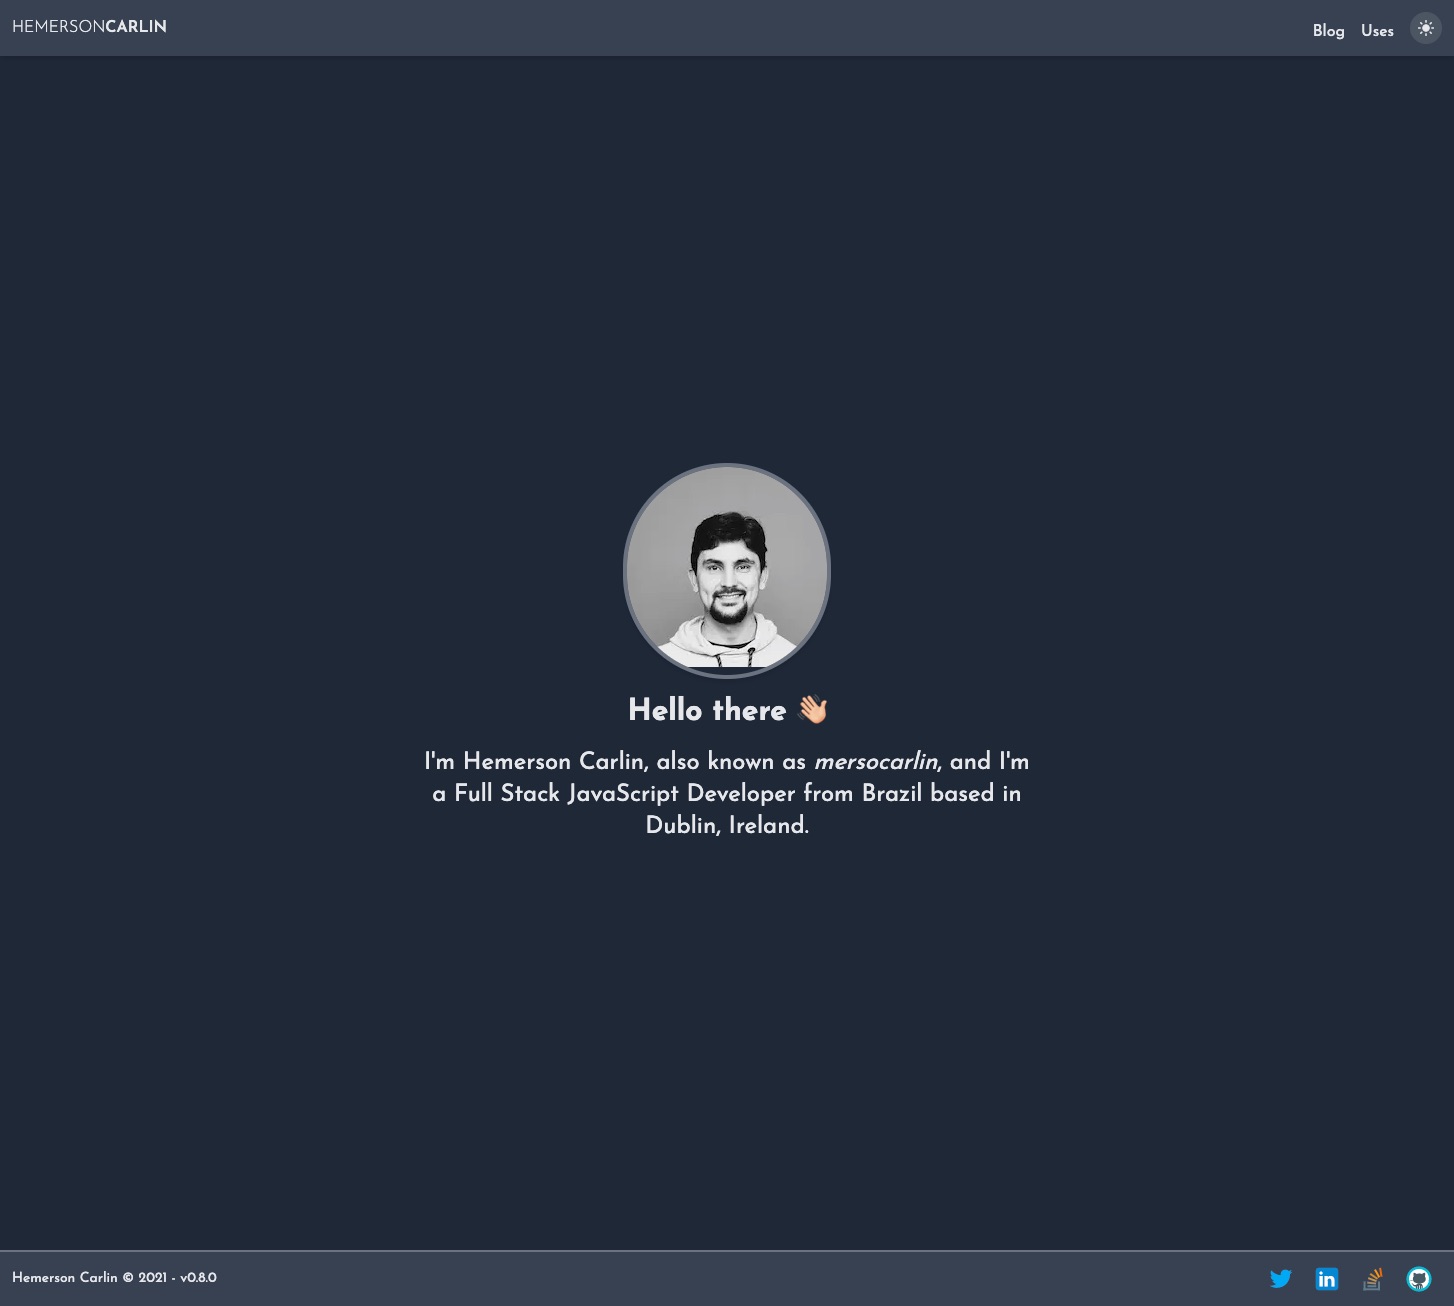 HEMERSONCARLIN
Blog Uses
Hello there 👋🏻
I'm Hemerson Carlin, also known as mersocarlin, and I'm
a Full Stack JavaScript Developer from Brazil based in
Dublin, Ireland.
Hemerson Carlin © 2021 - v0.8.0
in